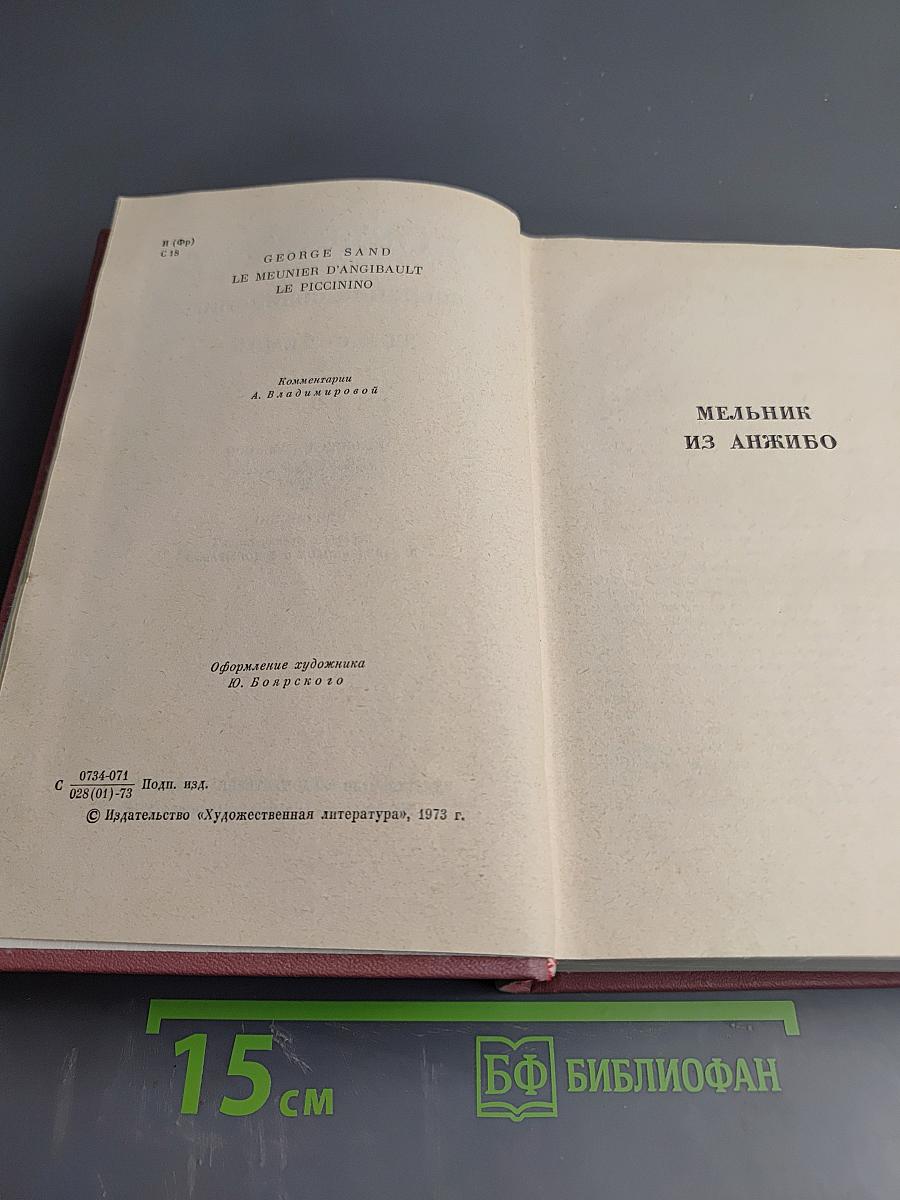 И (Фр)
С 18
GEORGE SAND
LE MEUNIER D'ANGIBAULT
LE PICCININO
Комментарии
А. Владимировой
Оформление художника
Ю. Боярского
С 0734-071
028(01)-73 Подп. изд.
© Издательство «Художественная литература», 1973 г.
МЕЛЬНИК
ИЗ АНЖИБО
15 см
БФ БИБЛИОФАН